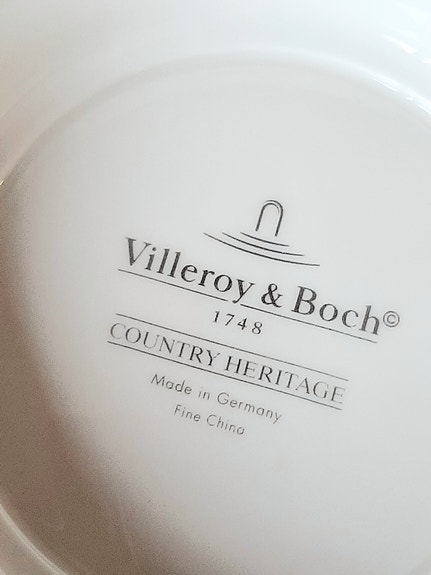 Villeroy & Boch©
1748
COUNTRY HERITAGE
Made in Germany
Fine China